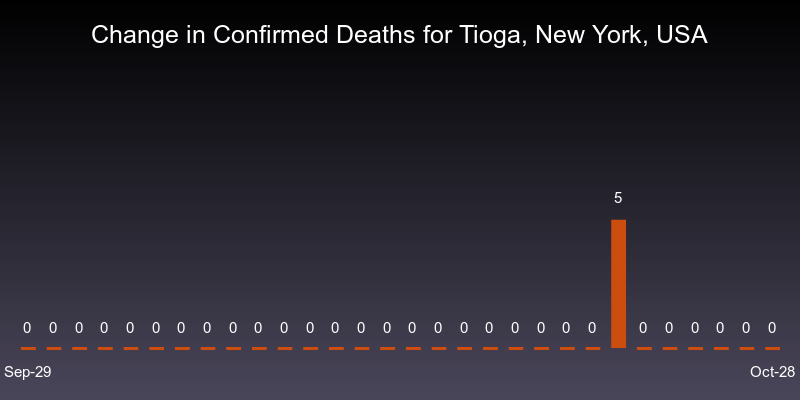 Change in Confirmed Deaths for Tioga, New York, USA
5
0 0 0 0 0 0 0 0 0 0 0 0 0 0 0 0 0 0 0 0 0 0 0 0 0 0 0 0 0
Sep-29 Oct-28